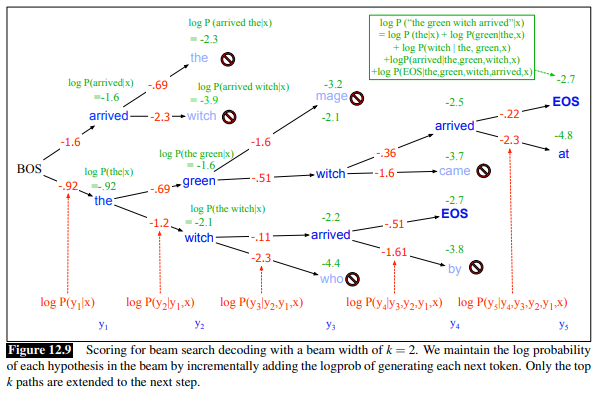 log P (arrived the|x)
= -2.3
the
log P ("the green witch arrived"|x)
= log P (the|x) + log P(green|the,x)
+ log P(witch | the, green,x)
+logP(arrived|the,green,witch,x)
+log P(EOS|the,green,witch,arrived,x)
log P(arrived|x)
=-1.6
arrived
-.69
-2.3
log P(arrived witch|x)
= -3.9
witch
-3.2
mage
-2.1
-2.7
EOS
-2.5
arrived
-.22
-2.3
-4.8
at
BOS
-1.6
-.92
log P(the|x)
=-.92
the
log P(the green|x)
= -1.6
green
-.69
-1.6
-.51
witch
-.36
-1.6
-3.7
came
-1.2
log P(the witch|x)
= -2.1
witch
-.11
-2.3
-2.2
arrived
-.51
-1.61
-2.7
EOS
-4.4
who
-3.8
by
log P(y₁|x)
log P(y₂|y₁,x)
log P(y₃|y₂,y₁,x)
log P(y₄|y₃,y₂,y₁,x)
log P(y₅|y₄,y₃,y₂,y₁,x)
y₁
y₂
y₃
y₄
y₅
Figure 12.9 Scoring for beam search decoding with a beam width of k = 2. We maintain the log probability
of each hypothesis in the beam by incrementally adding the logprob of generating each next token. Only the top
k paths are extended to the next step.